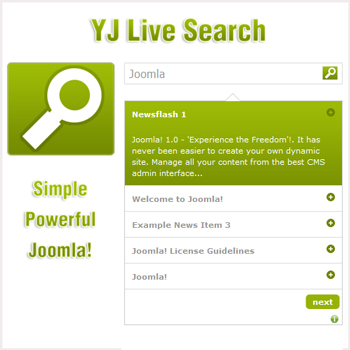 YJ Live Search
Joomla
Simple
Powerful
Joomla!
Newsflash 1
Joomla! 1.0 - 'Experience the Freedom'!. It has
never been easier to create your own dynamic
site. Manage all your content from the best CMS
admin interface...
Welcome to Joomla!
Example News Item 3
Joomla! License Guidelines
Joomla!
next